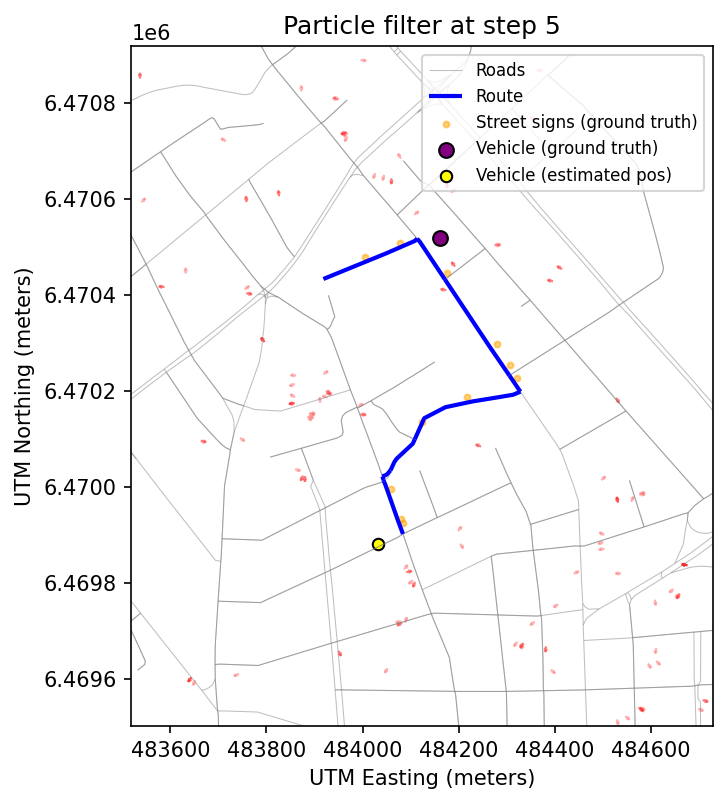 Particle filter at step 5
1e6
Roads
Route
Street signs (ground truth)
Vehicle (ground truth)
Vehicle (estimated pos)
6.4708
6.4706
6.4704
6.4702
6.4700
6.4698
6.4696
UTM Northing (meters)
483600 483800 484000 484200 484400 484600
UTM Easting (meters)